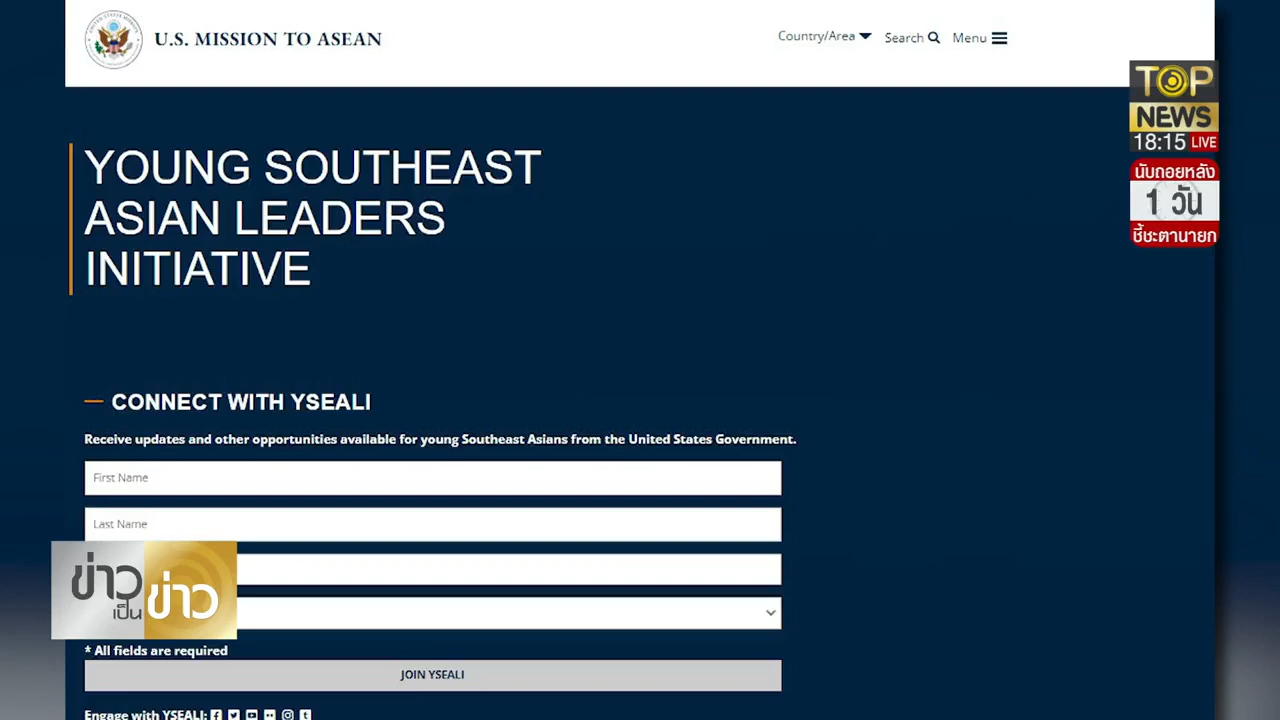 U.S. MISSION TO ASEAN
Country/Area
Search
Menu
TOP
NEWS
18:15 LIVE
นับถอยหลัง
1 วัน
ชี้ชะตานายก
YOUNG SOUTHEAST
ASIAN LEADERS
INITIATIVE
CONNECT WITH YSEALI
Receive updates and other opportunities available for young Southeast Asians from the United States Government.
First Name
Last Name
ข่าว
เป็น
ข่าว
* All fields are required
JOIN YSEALI
Engage with YSEALI: